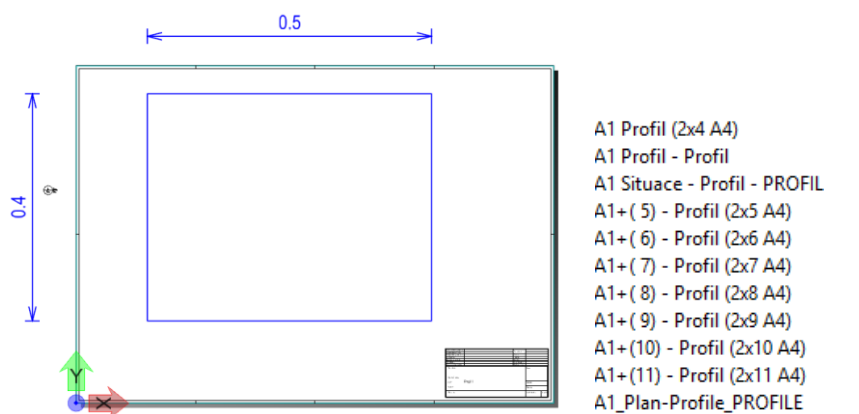 0.5
0.4
Y
X
A1 Profil (2x4 A4)
A1 Profil - Profil
A1 Situace - Profil - PROFIL
A1+( 5) - Profil (2x5 A4)
A1+( 6) - Profil (2x6 A4)
A1+( 7) - Profil (2x7 A4)
A1+( 8) - Profil (2x8 A4)
A1+( 9) - Profil (2x9 A4)
A1+(10) - Profil (2x10 A4)
A1+(11) - Profil (2x11 A4)
A1_Plan-Profile_PROFILE